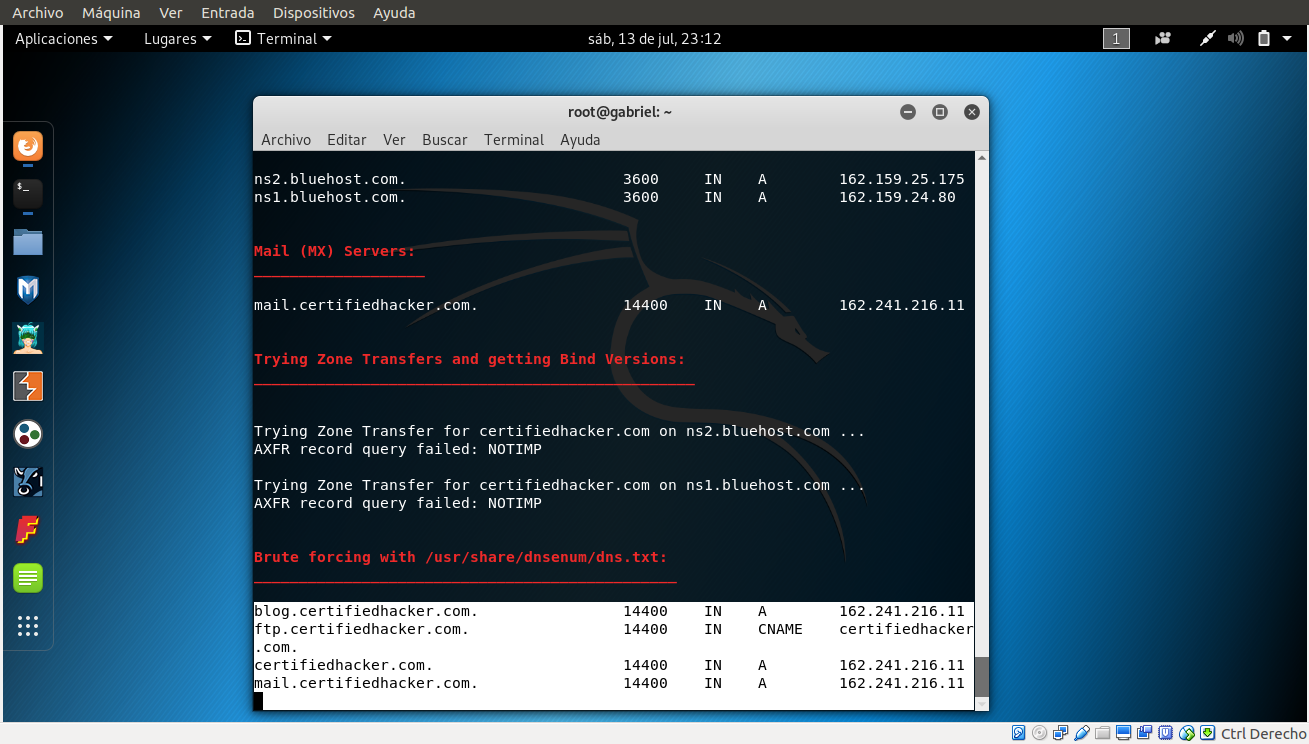 Archivo Máquina Ver Entrada Dispositivos Ayuda
Aplicaciones Lugares Terminal sáb, 13 de jul, 23:12 1
root@gabriel: ~
Archivo Editar Ver Buscar Terminal Ayuda
ns2.bluehost.com. 3600 IN A 162.159.25.175
ns1.bluehost.com. 3600 IN A 162.159.24.80
Mail (MX) Servers:
___________________
mail.certifiedhacker.com. 14400 IN A 162.241.216.11
Trying Zone Transfers and getting Bind Versions:
_________________________________________________
Trying Zone Transfer for certifiedhacker.com on ns2.bluehost.com ...
AXFR record query failed: NOTIMP
Trying Zone Transfer for certifiedhacker.com on ns1.bluehost.com ...
AXFR record query failed: NOTIMP
Brute forcing with /usr/share/dnsenum/dns.txt:
_______________________________________________
blog.certifiedhacker.com. 14400 IN A 162.241.216.11
ftp.certifiedhacker.com. 14400 IN CNAME certifiedhacker
.com.
certifiedhacker.com. 14400 IN A 162.241.216.11
mail.certifiedhacker.com. 14400 IN A 162.241.216.11
Ctrl Derecho